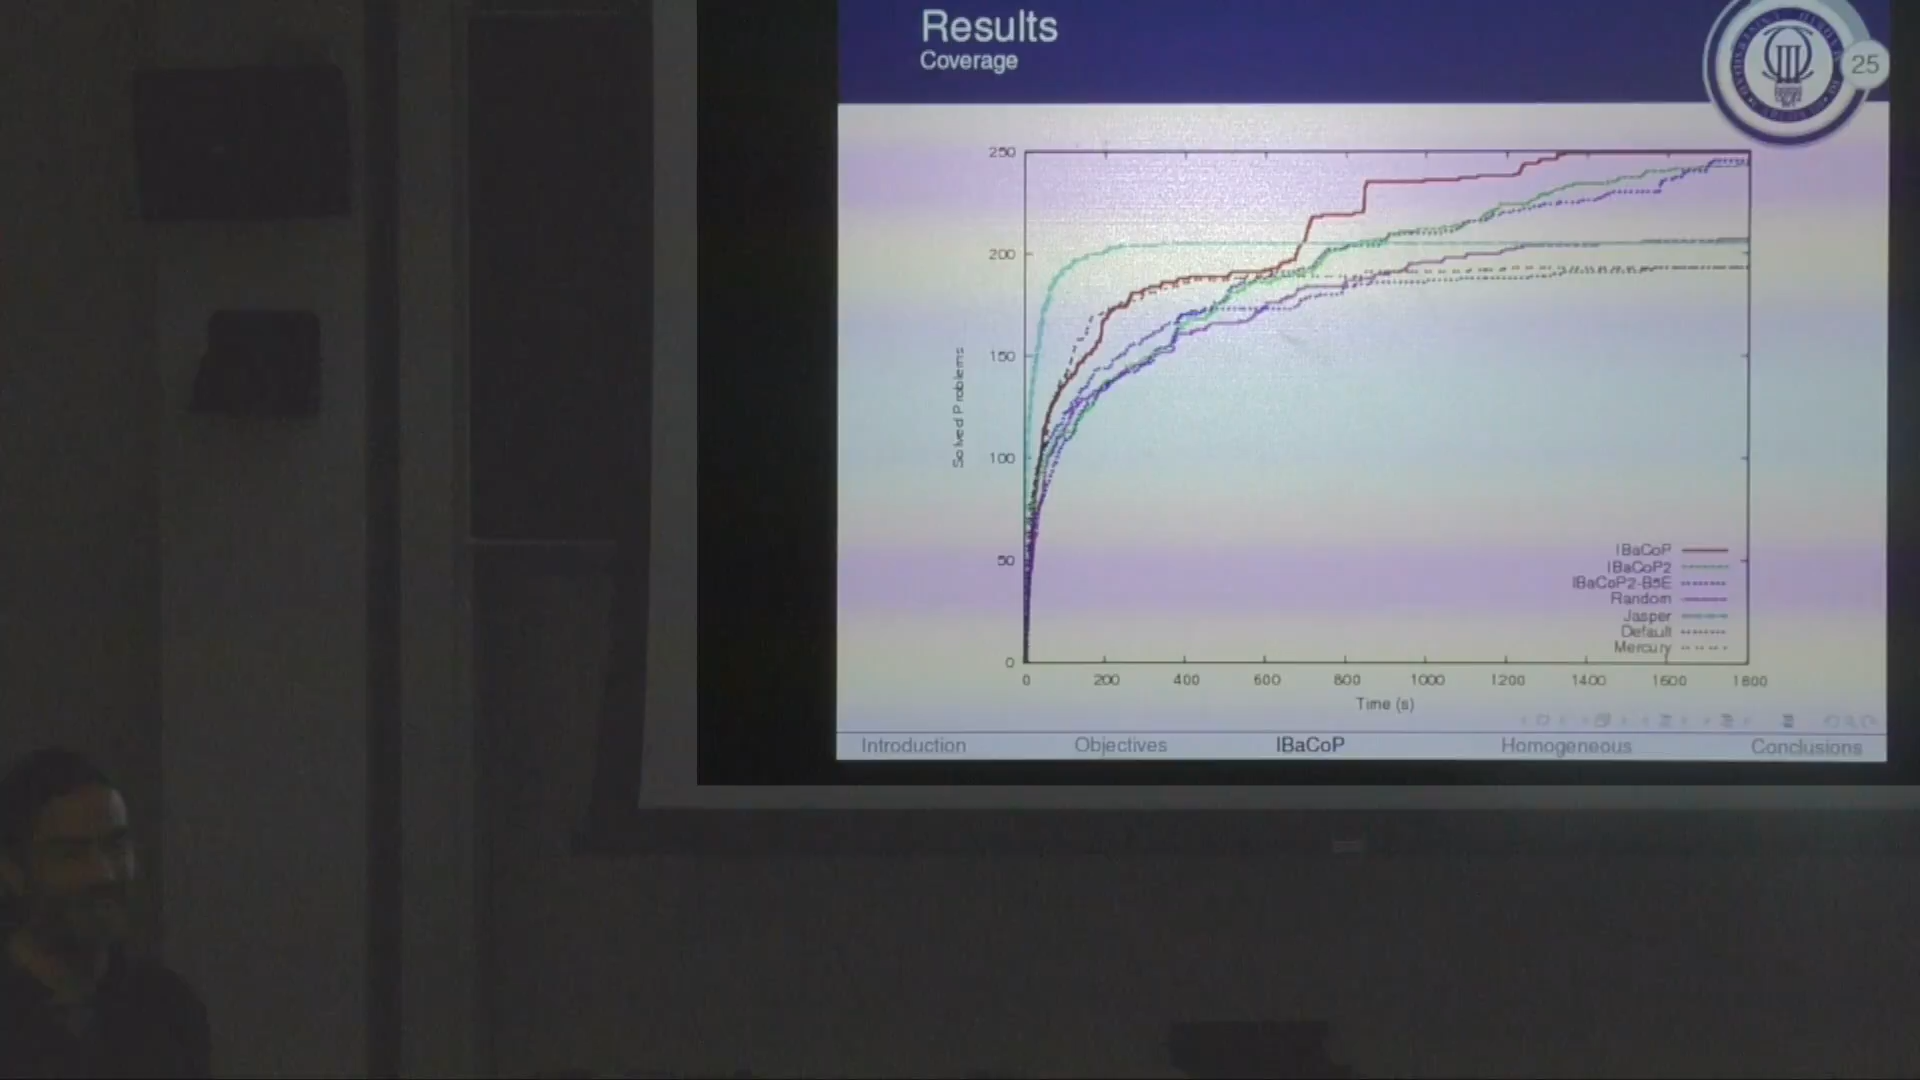 Results
Coverage
25
250
200
150
100
50
0
Solved Problems
0 200 400 600 800 1000 1200 1400 1600 1800
Time (s)
IBaCoP
IBaCoP2
IBaCoP2-B5E
Random
Jasper
Default
Mercury
Introduction Objectives IBaCoP Homogeneous Conclusions